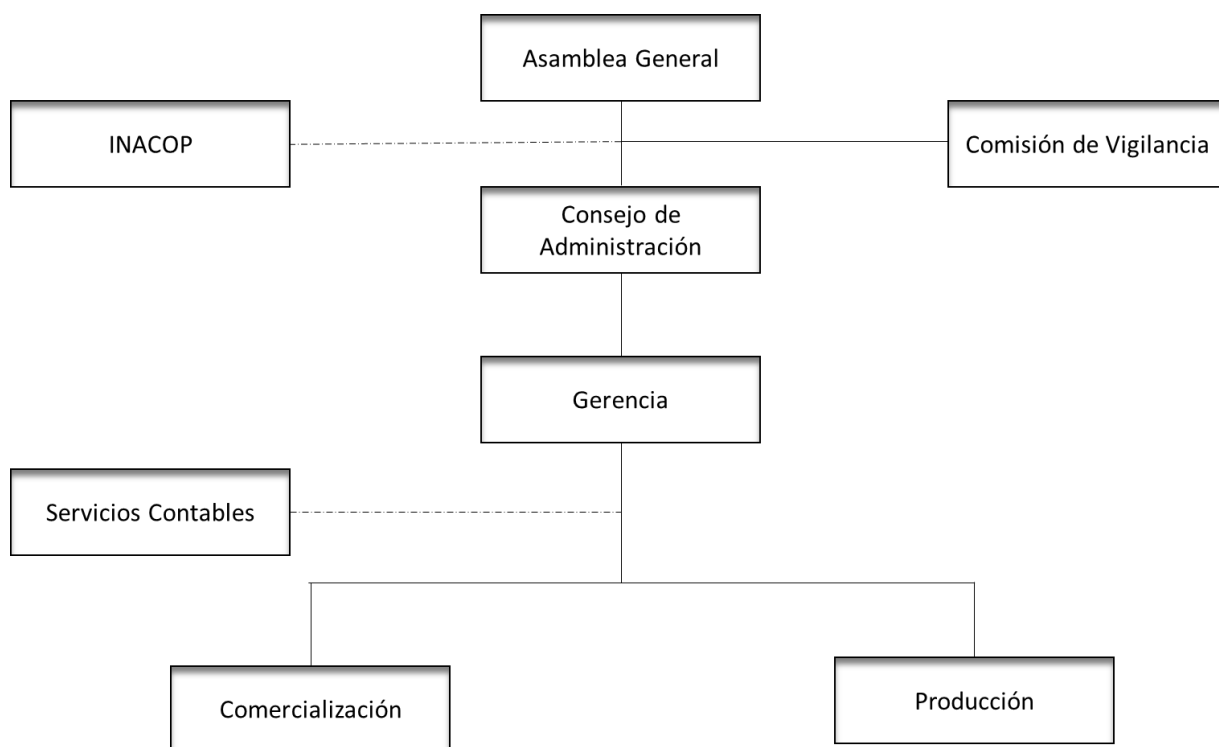 Asamblea General
INACOP
Comisión de Vigilancia
Consejo de
Administración
Gerencia
Servicios Contables
Comercialización
Producción